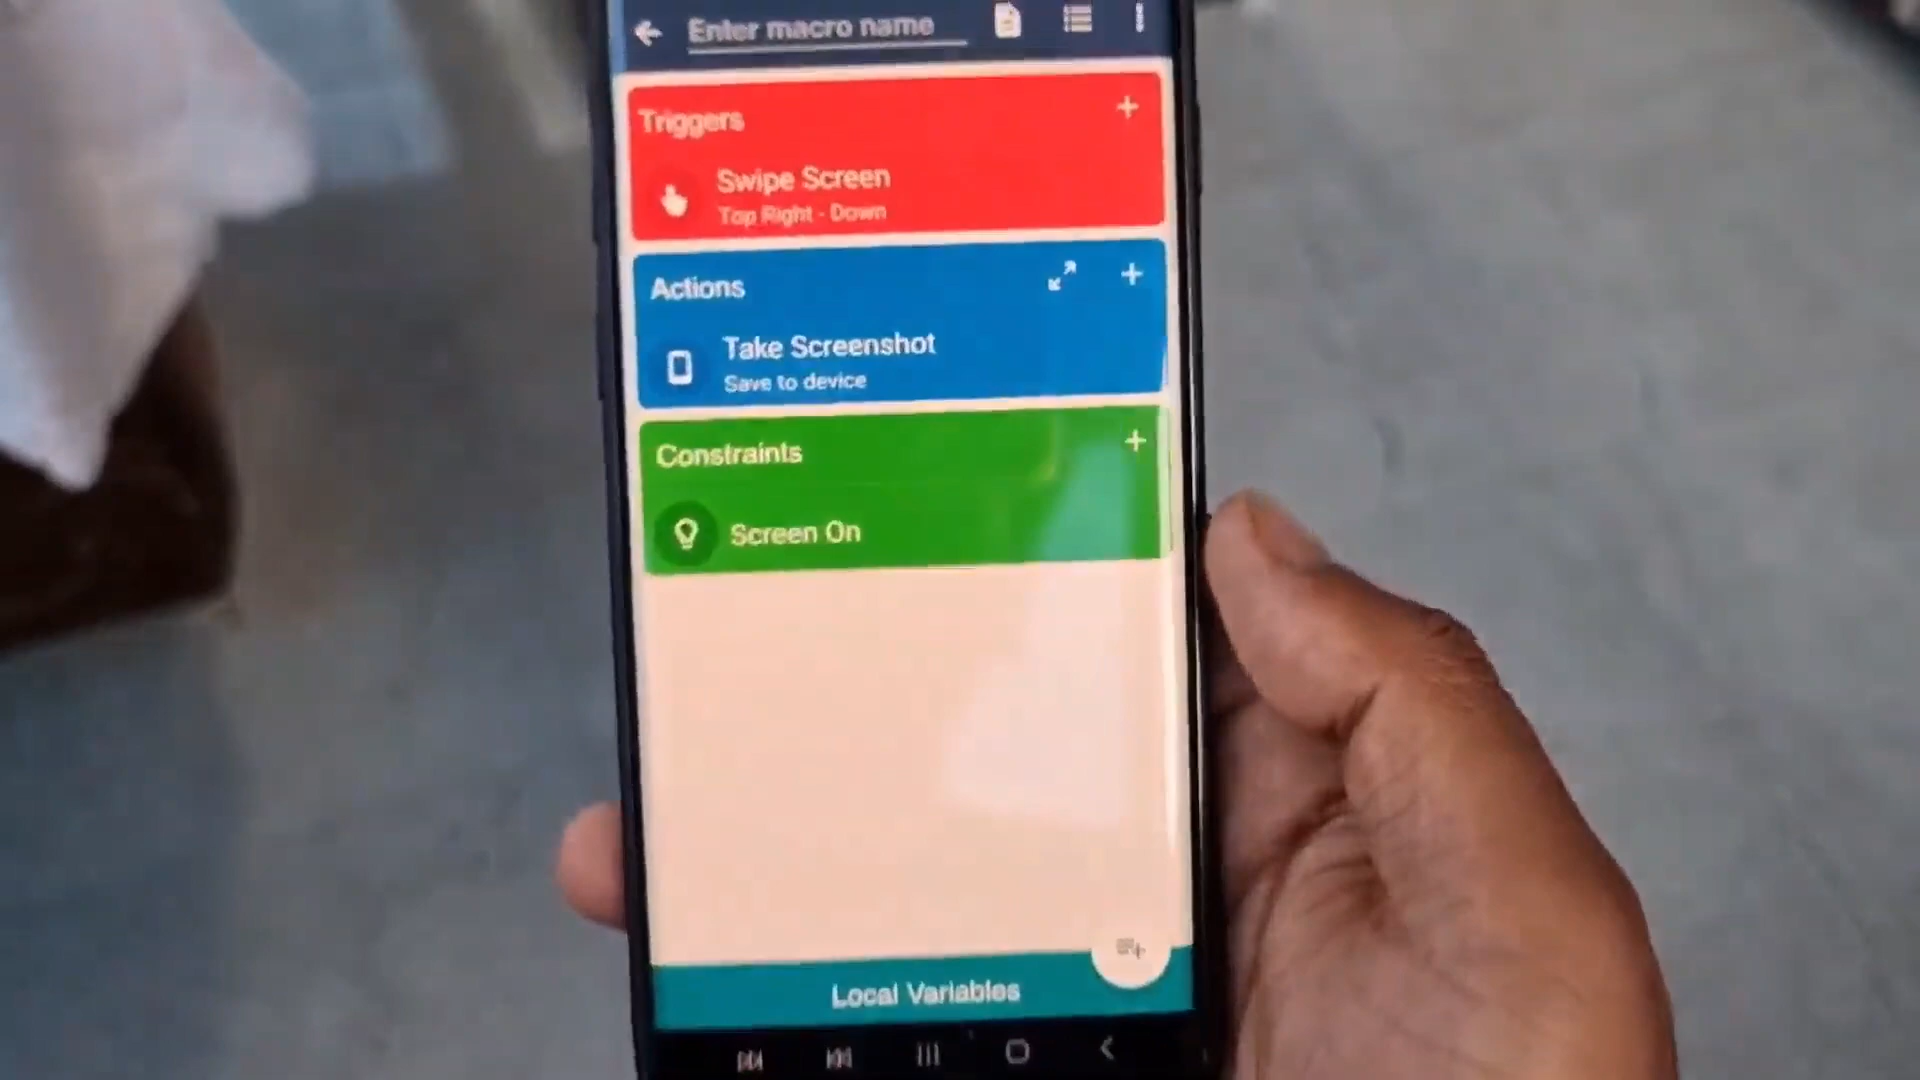 Enter macro name
Triggers
Swipe Screen
Top Right - Down
Actions
Take Screenshot
Save to device
Constraints
Screen On
Local Variables